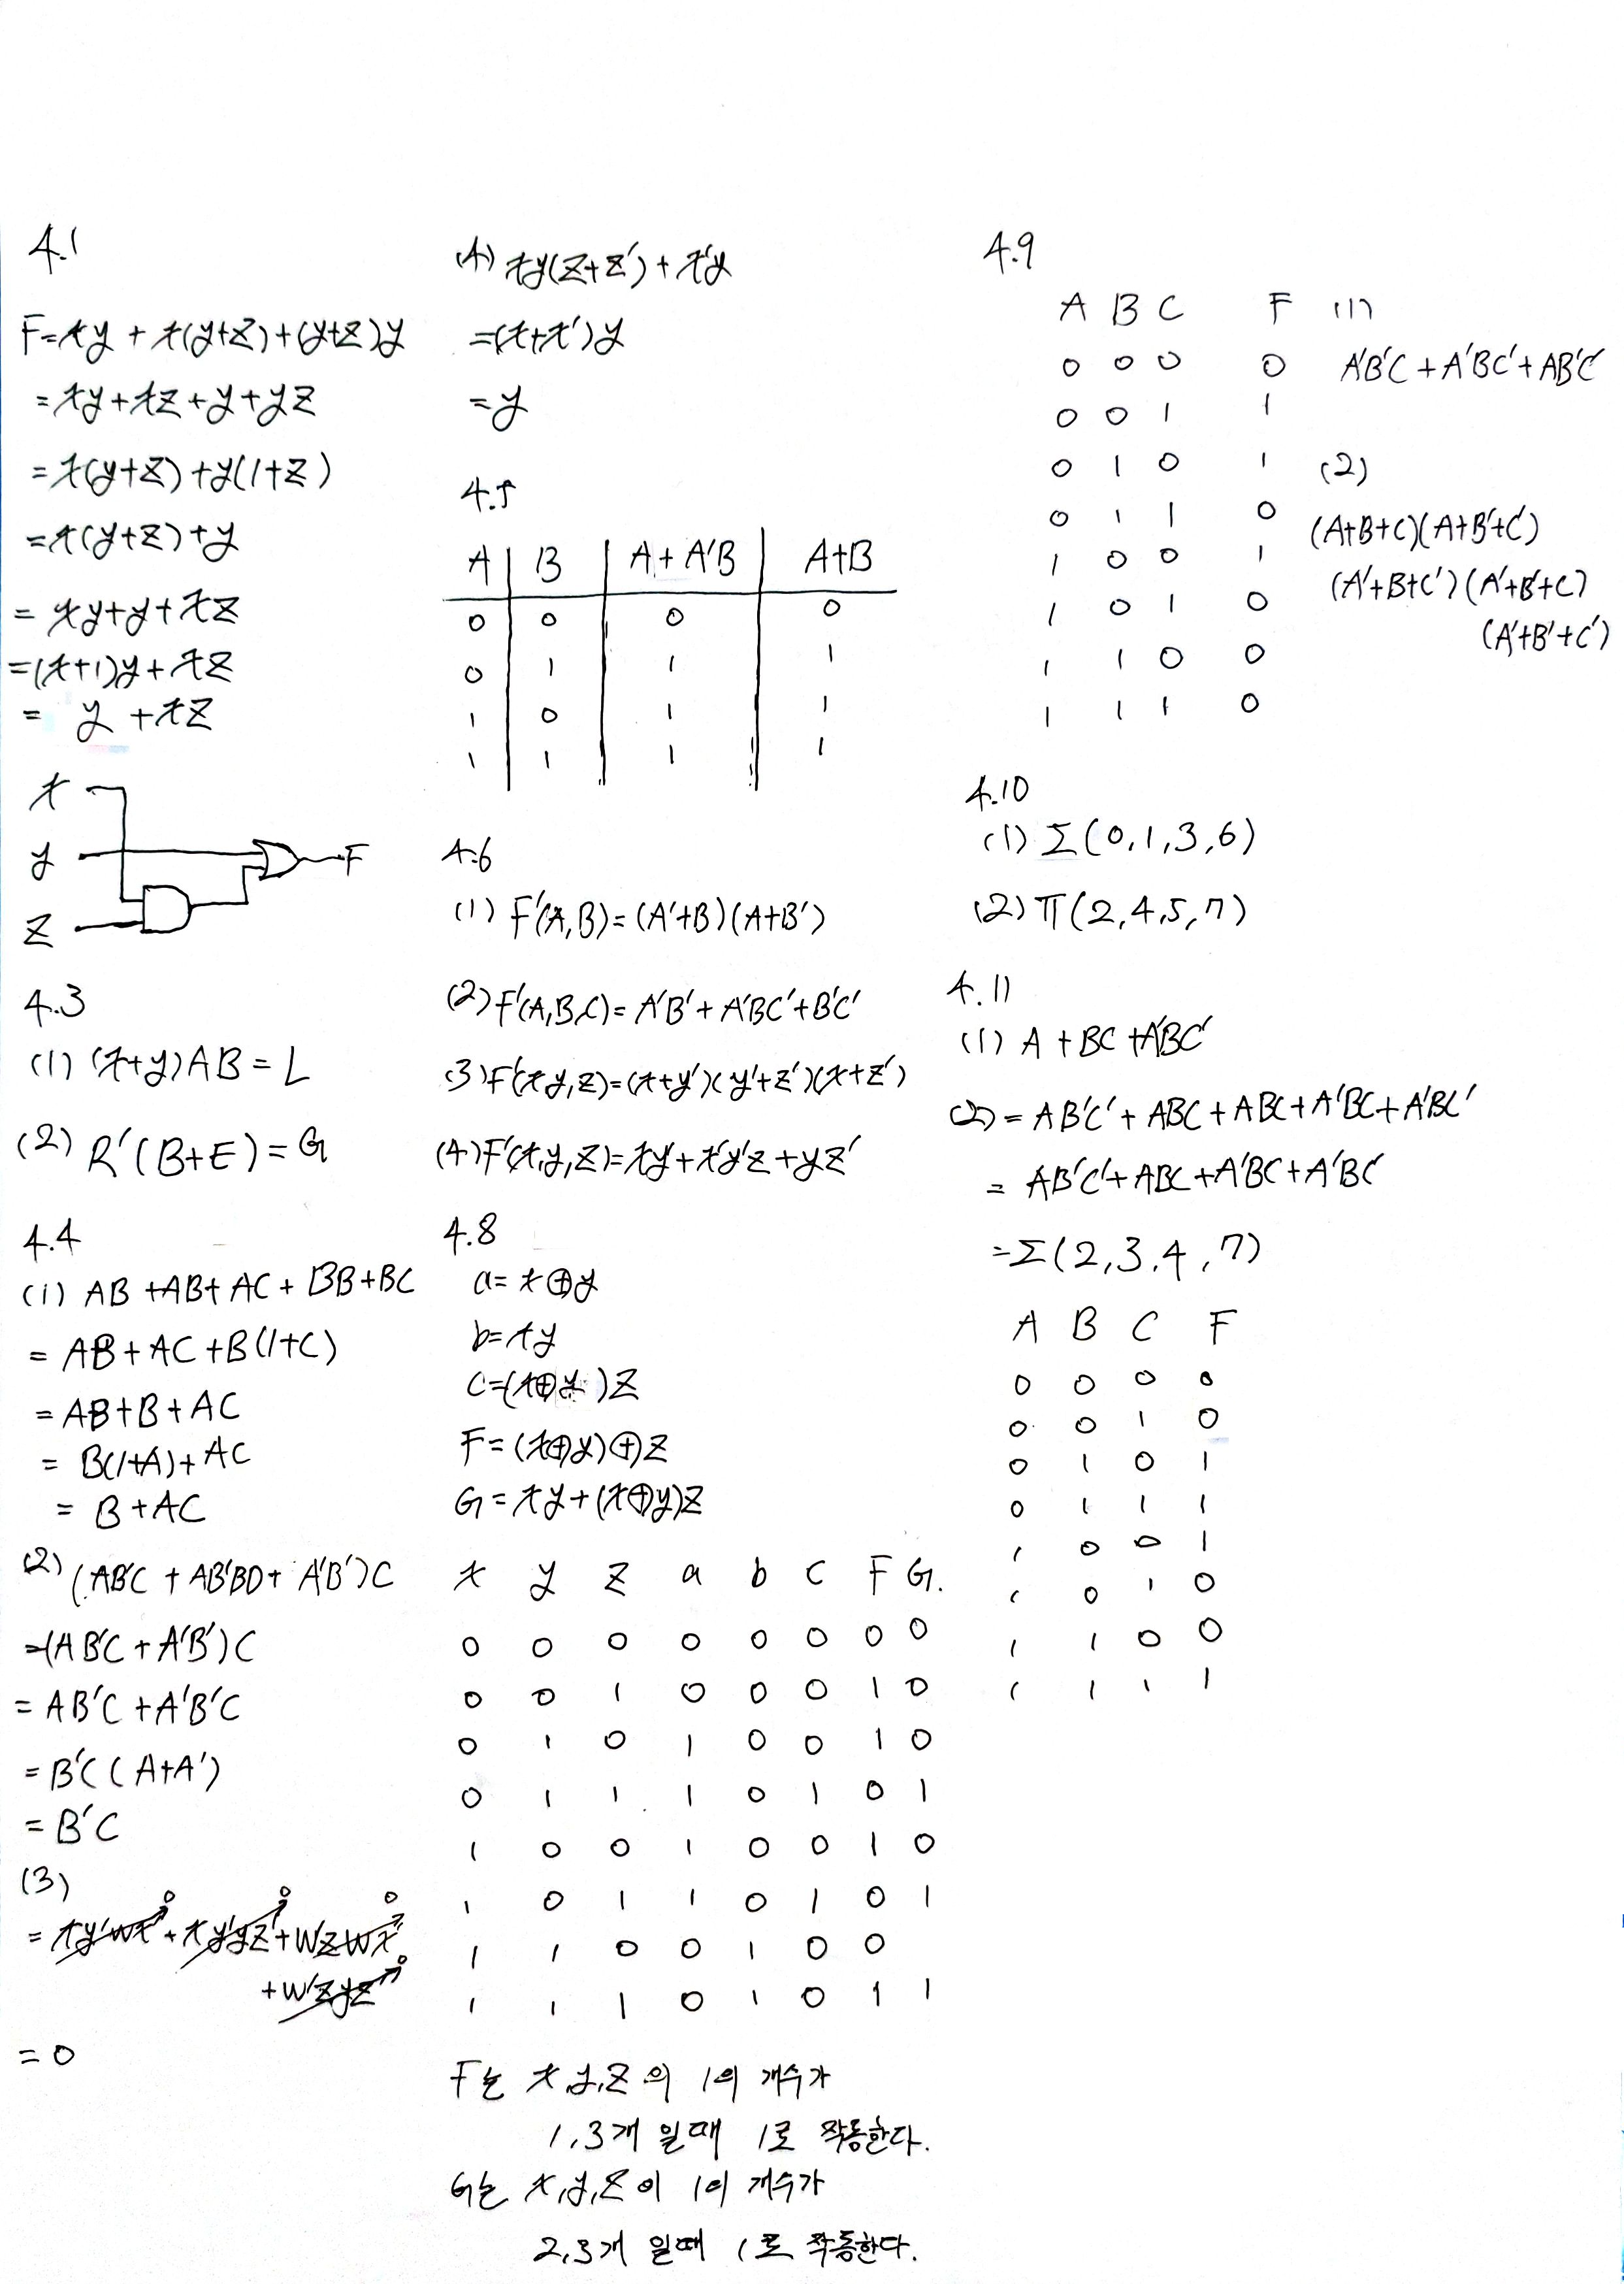 4.1
F=xy + x(y+z)+(y+z)y
=xy+xz+y+yz
=x(y+z)+y(1+z)
=x(y+z)+y
= xy+y+xz
=(x+1)y+xz
= y +xz
x
y F
z
4.3
(1) (x+y)AB=L
(2) R'(B+E)=G
4.4
(1) AB +AB+AC+BB+BC
= AB+AC+B(1+C)
=AB+B+AC
= B(1+A)+AC
= B+AC
(2) (AB'C + AB'BD+ A'B')C
=(AB'C+A'B')C
= AB'C+A'B'C
= B'C(A+A')
= B'C
(3)
0 0 0
= xy'wx'+xy'yz'+w'zwx'
+w'zyz' 0
= 0
(4) xy(z+z')+x'y
=(x+x')y
=y
4.5
A B A+A'B A+B
0 0 0 0
0 1 1 1
1 0 1 1
1 1 1 1
4.6
(1) F'(A,B)=(A'+B)(A+B')
(2) F'(A,B,C)= A'B'+A'BC'+B'C'
(3) F'(x,y,z)=(x+y')(y'+z')(x+z')
(4) F'(x,y,z)=xy'+x'y'z+yz'
4.8
a= x⊕y
b=xy
c=(x⊕y)z
F=(x⊕y)⊕z
G=xy+(x⊕y)z
x y z a b c F G.
0 0 0 0 0 0 0 0
0 0 1 0 0 0 1 0
0 1 0 1 0 0 1 0
0 1 1 1 0 1 0 1
1 0 0 1 0 0 1 0
1 0 1 1 0 1 0 1
1 1 0 0 1 0 0
1 1 1 0 1 0 1 1
F는 x,y,z의 1의 개수가
1,3개 일때 1로 작동한다.
G는 x,y,z이 1의 개수가
2,3개 일때 1로 작동한다.
4.9
A B C F (1)
0 0 0 0 A'B'C+A'BC'+AB'C'
0 0 1 1
0 1 0 1 (2)
0 1 1 0 (A+B+C)(A+B'+C')
1 0 0 1 (A'+B+C')(A'+B'+C)
1 0 1 0 (A'+B'+C')
1 1 0 0
1 1 1 0
4.10
(1) Σ(0,1,3,6)
(2) Π(2,4,5,7)
4.11
(1) A+BC+A'BC'
(2) = AB'C'+ABC+ABC+A'BC+A'BC'
= AB'C'+ABC+A'BC+A'BC'
=Σ(2,3,4,7)
A B C F
0 0 0 0
0 0 1 0
0 1 0 1
0 1 1 1
1 0 0 1
1 0 1 0
1 1 0 0
1 1 1 1